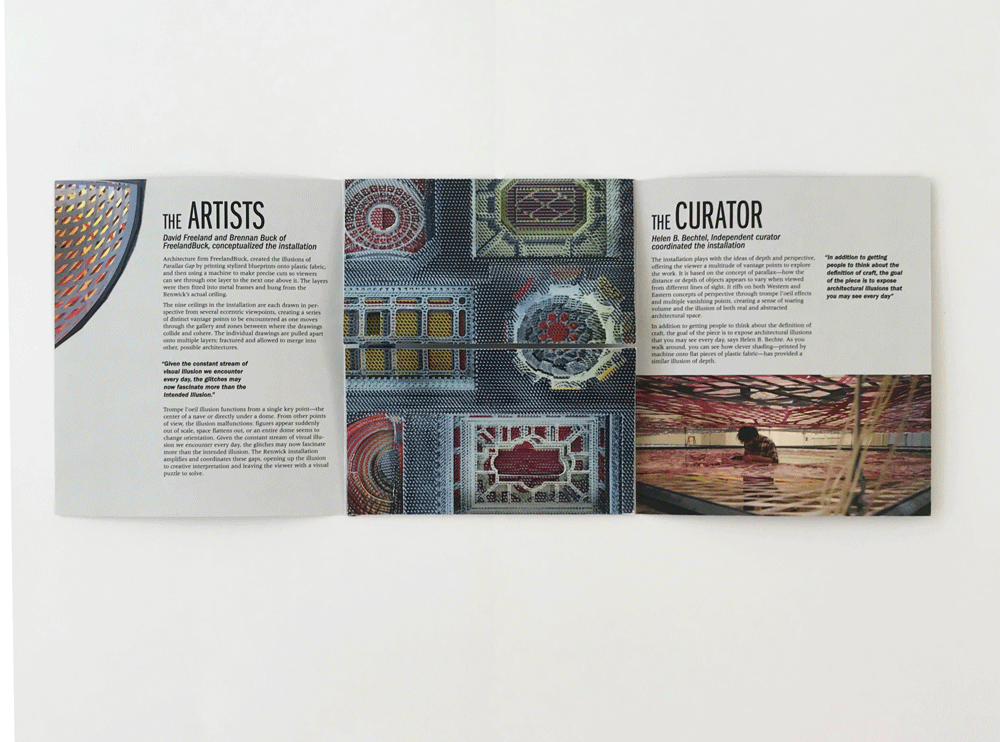 THE ARTISTS
David Freeland and Brennan Buck of
FreelandBuck, conceptualized the installation
Architecture firm FreelandBuck, created the illusions of
Parallax Gap by printing stylized blueprints onto plastic fabric,
and then using a machine to make precise cuts so viewers
can see through one layer to the next one above it. The layers
were then fitted into metal frames and hung from the
Renwick's actual ceiling.
The nine ceilings in the installation are each drawn in per-
spective from several eccentric viewpoints, creating a series
of distinct vantage points to be encountered as one moves
through the gallery and zones between where the drawings
collide and cohere. The individual drawings are pulled apart
onto multiple layers; fractured and allowed to merge into
other, possible architectures.
"Given the constant stream of
visual illusion we encounter
every day, the glitches may
now fascinate more than the
intended illusion."
Trompe l'oeil illusion functions from a single key point—the
center of a nave or directly under a dome. From other points
of view, the illusion malfunctions: figures appear suddenly
out of scale, space flattens out, or an entire dome seems to
change orientation. Given the constant stream of visual illu-
sion we encounter every day, the glitches may now fascinate
more than the intended illusion. The Renwick installation
amplifies and coordinates these gaps, opening up the illusion
to creative interpretation and leaving the viewer with a visual
puzzle to solve.
THE CURATOR
Helen B. Bechtel, Independent curator
coordinated the installation
The installation plays with the ideas of depth and perspective,
offering the viewer a multitude of vantage points to explore
the work. It is based on the concept of parallax—how the
distance or depth of objects appears to vary when viewed
from different lines of sight. It riffs on both Western and
Eastern concepts of perspective through trompe l'oeil effects
and multiple vanishing points, creating a sense of soaring
volume and the illusion of both real and abstracted
architectural space.
In addition to getting people to think about the definition of
craft, the goal of the piece is to expose architectural illusions
that you may see every day, says Helen B. Bechte. As you
walk around, you can see how clever shading—printed by
machine onto flat pieces of plastic fabric—has provided a
similar illusion of depth.
"In addition to getting
people to think about the
definition of craft, the goal
of the piece is to expose
architectural illusions that
you may see every day"